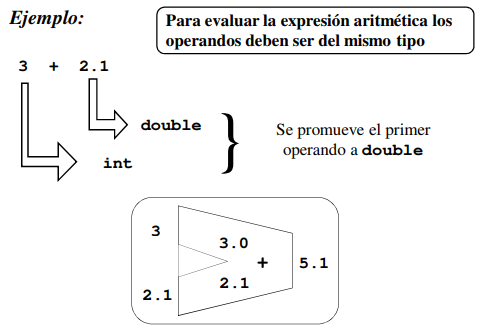 Ejemplo:
Para evaluar la expresión aritmética los
operandos deben ser del mismo tipo
3 + 2.1
double
int
}
Se promueve el primer
operando a double
3
3.0
+
5.1
2.1
2.1